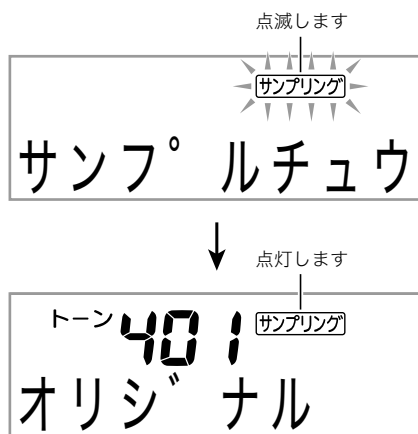 点滅します
サンプリング
サンプルチュウ
点灯します
トーン 401 サンプリング
オリジナル